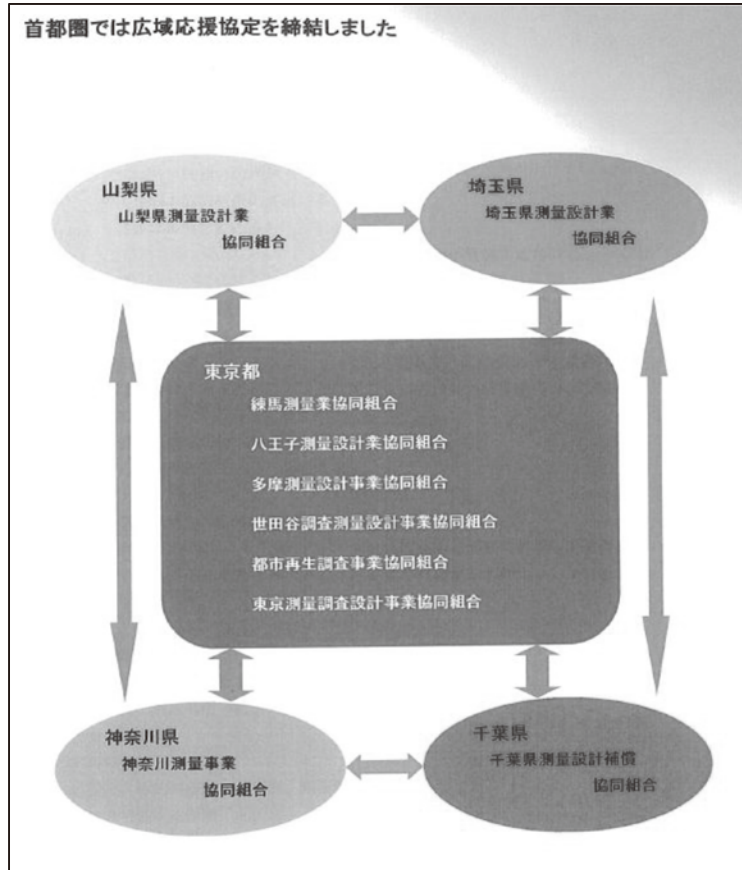 首都圏では広域応援協定を締結しました
山梨県
山梨県測量設計業
協同組合
埼玉県
埼玉県測量設計業
協同組合
東京都
練馬測量業協同組合
八王子測量設計業協同組合
多摩測量設計事業協同組合
世田谷調査測量設計事業協同組合
都市再生調査事業協同組合
東京測量調査設計事業協同組合
神奈川県
神奈川測量事業
協同組合
千葉県
千葉県測量設計補償
協同組合